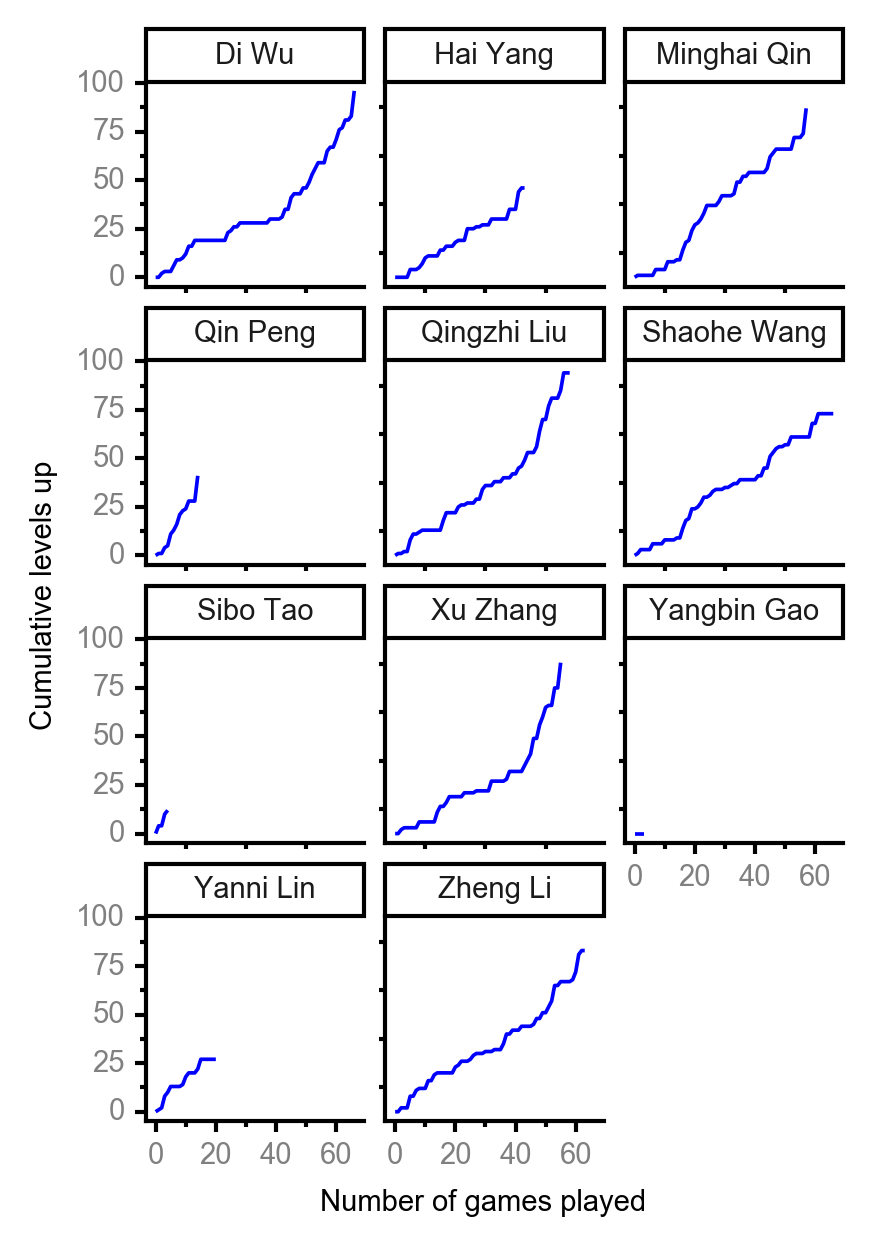 Di Wu
Hai Yang
Minghai Qin
100
75
50
25
0
Qin Peng
Qingzhi Liu
Shaohe Wang
100
75
50
25
0
Cumulative levels up
Sibo Tao
Xu Zhang
Yangbin Gao
100
75
50
25
0
0 20 40 60
Yanni Lin
Zheng Li
100
75
50
25
0
0 20 40 60
0 20 40 60
Number of games played